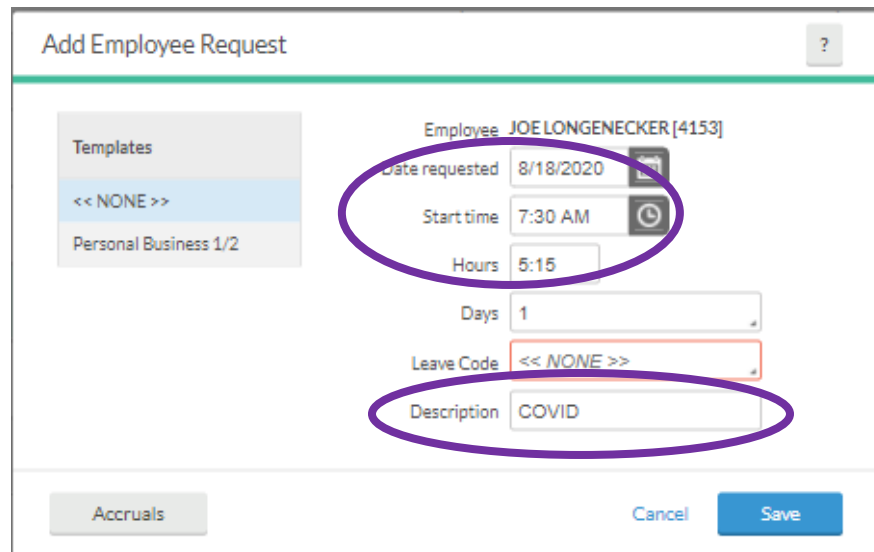 Add Employee Request
?
Templates
<< NONE >>
Personal Business 1/2
Employee JOE LONGENECKER [4153]
Date requested 8/18/2020
Start time 7:30 AM
Hours 5:15
Days 1
Leave Code << NONE >>
Description COVID
Accruals
Cancel
Save